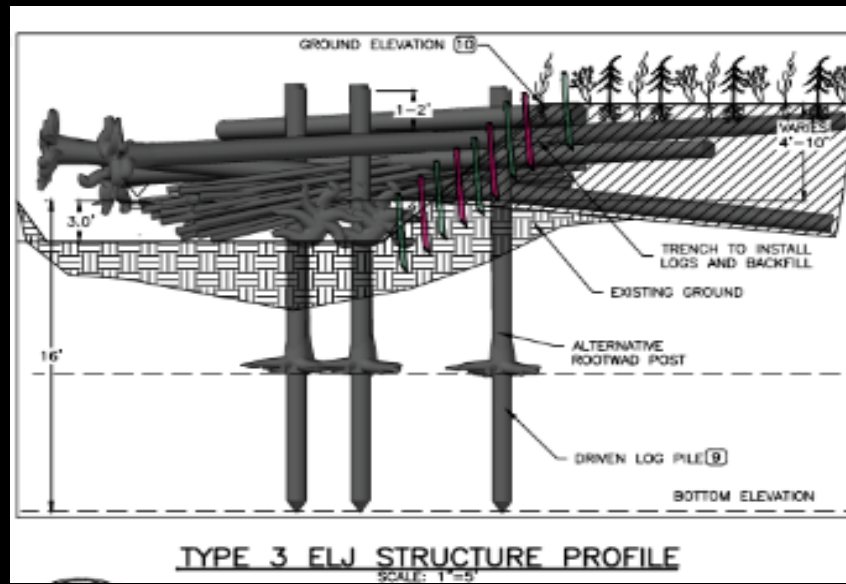 GROUND ELEVATION 10
1-2'
VARIES
4'-10"
3.0'
TRENCH TO INSTALL
LOGS AND BACKFILL
EXISTING GROUND
16'
ALTERNATIVE
ROOTWAD POST
DRIVEN LOG PILE 9
BOTTOM ELEVATION
TYPE 3 ELJ STRUCTURE PROFILE
SCALE: 1"=5'